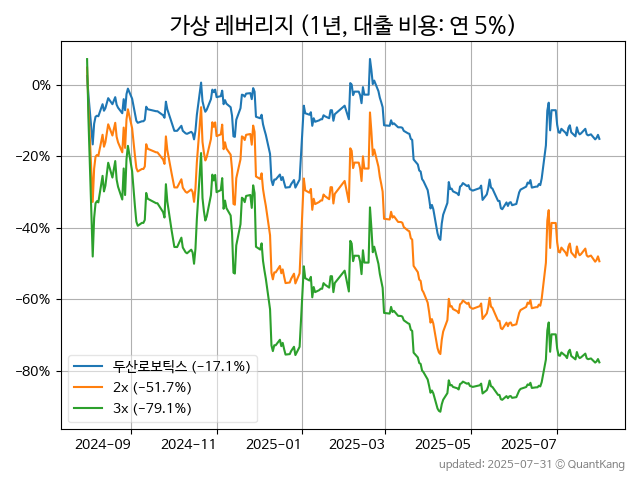 가상 레버리지 (1년, 대출 비용: 연 5%)
0%
−20%
−40%
−60%
−80%
두산로보틱스 (−17.1%)
2x (−51.7%)
3x (−79.1%)
2024−09 2024−11 2025−01 2025−03 2025−05 2025−07
updated: 2025-07-31 © QuantKang